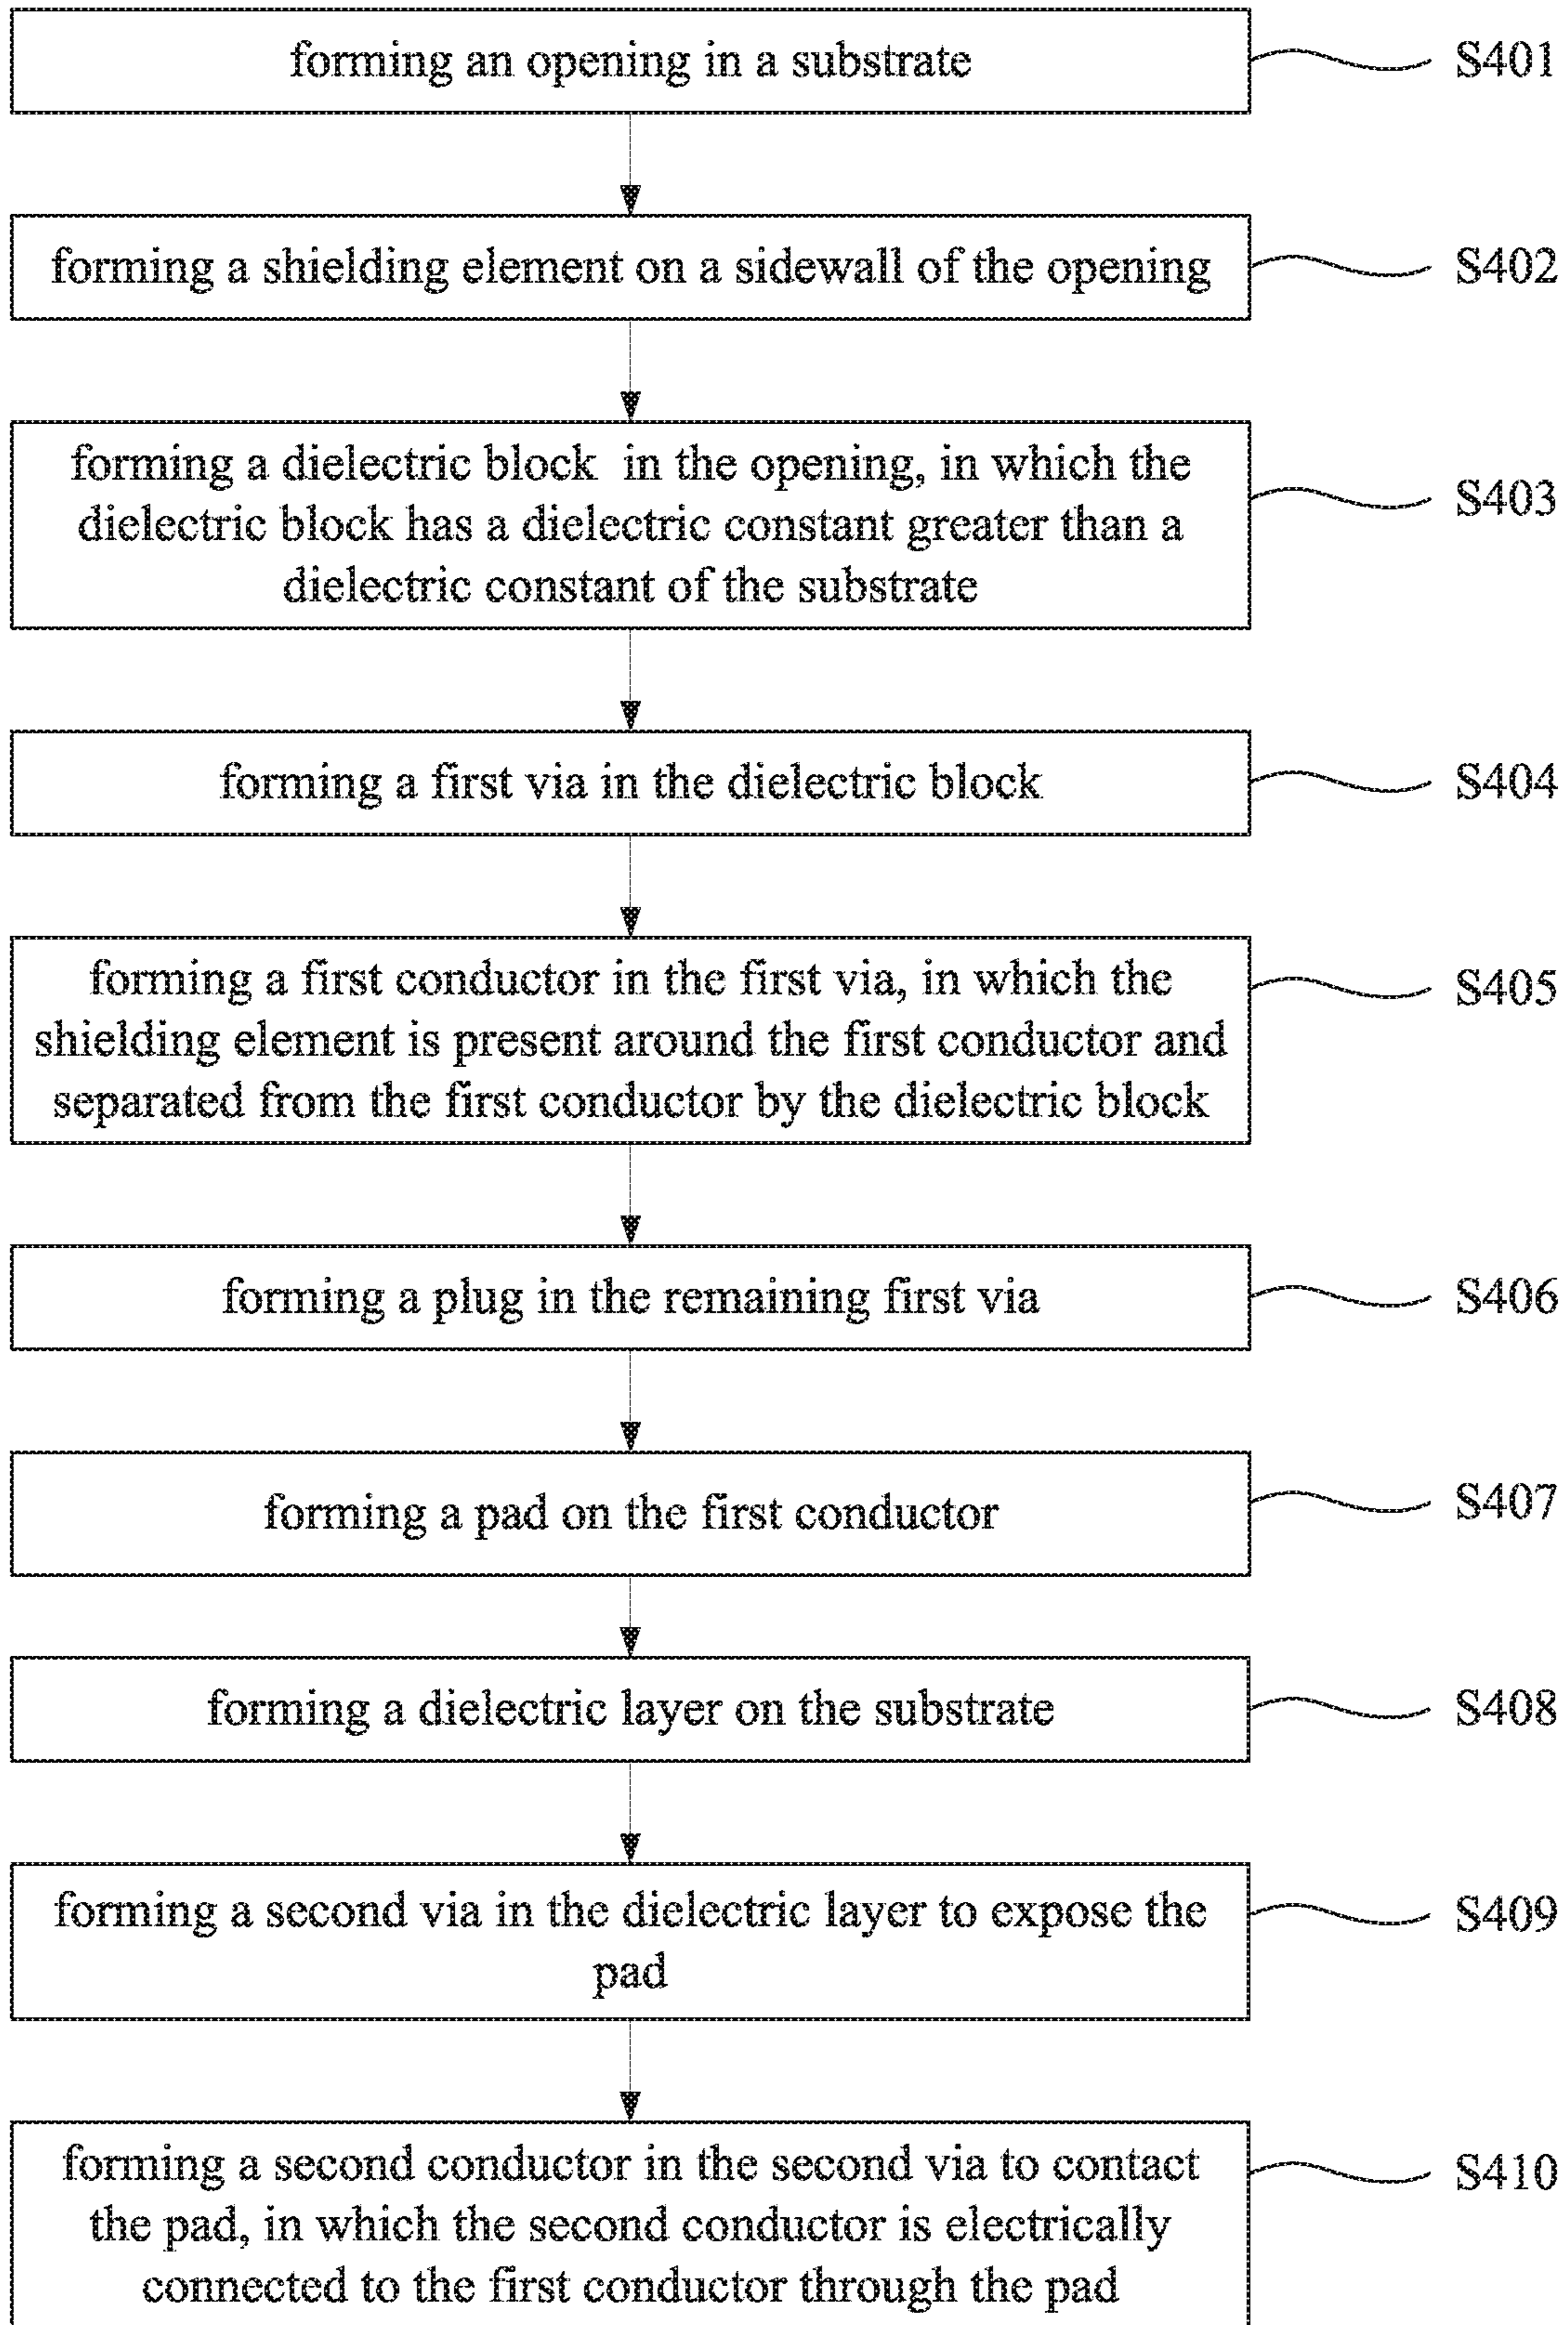 forming an opening in a substrate
S401
forming a shielding element on a sidewall of the opening
S402
forming a dielectric block in the opening, in which the
dielectric block has a dielectric constant greater than a
dielectric constant of the substrate
S403
forming a first via in the dielectric block
S404
forming a first conductor in the first via, in which the
shielding element is present around the first conductor and
separated from the first conductor by the dielectric block
S405
forming a plug in the remaining first via
S406
forming a pad on the first conductor
S407
forming a dielectric layer on the substrate
S408
forming a second via in the dielectric layer to expose the
pad
S409
forming a second conductor in the second via to contact
the pad, in which the second conductor is electrically
connected to the first conductor through the pad
S410